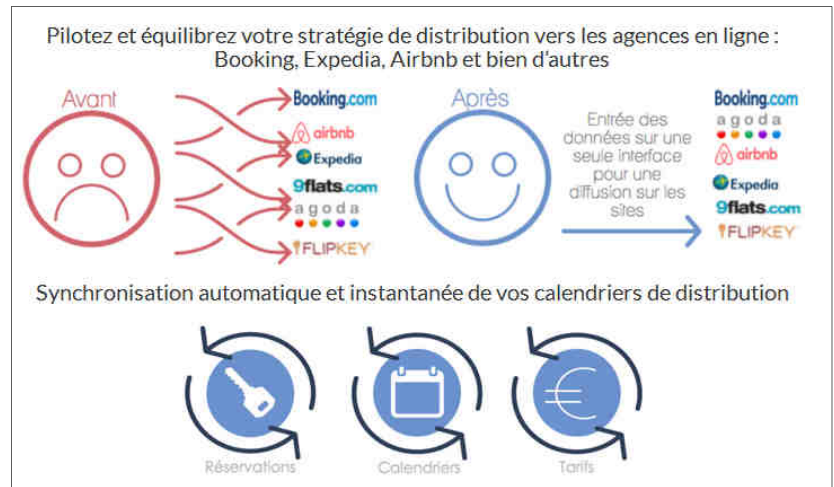 Pilotez et équilibrez votre stratégie de distribution vers les agences en ligne :
Booking, Expedia, Airbnb et bien d'autres
Avant
Booking.com
airbnb
Expedia
9flats.com
agoda
FLIPKEY
Après
Entrée des
données sur une
seule interface
pour une
diffusion sur les
sites
Booking.com
agoda
airbnb
Expedia
9flats.com
FLIPKEY
Synchronisation automatique et instantanée de vos calendriers de distribution
Réservations
Calendriers
Tarifs